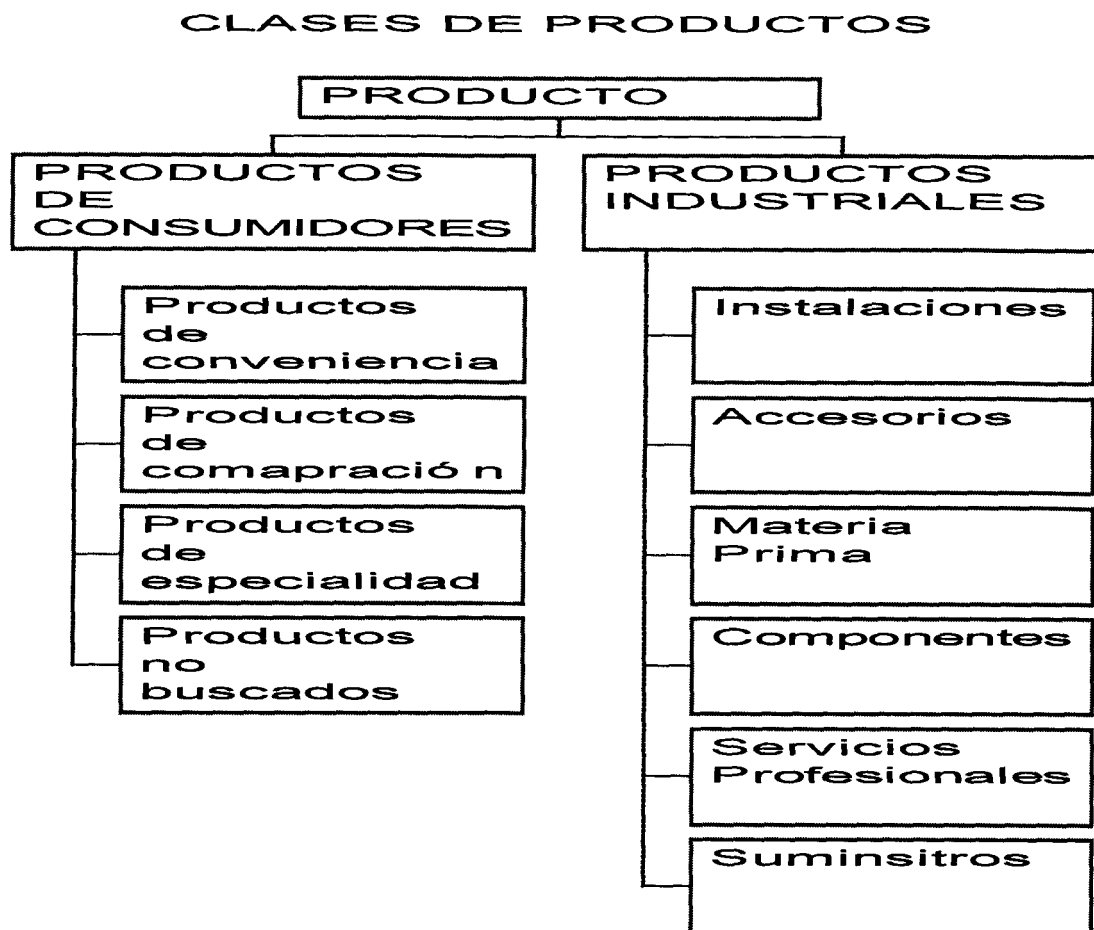 CLASES DE PRODUCTOS
PRODUCTO
PRODUCTOS
DE
CONSUMIDORES
Productos
de
conveniencia
Productos
de
comapració n
Productos
de
especialidad
Productos
no
buscados
PRODUCTOS
INDUSTRIALES
Instalaciones
Accesorios
Materia
Prima
Componentes
Servicios
Profesionales
Suminsitros